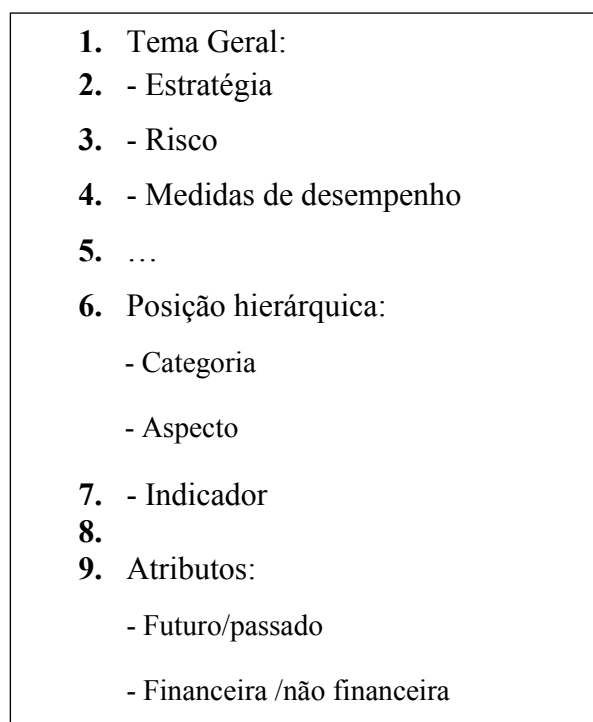 1. Tema Geral:
2. - Estratégia
3. - Risco
4. - Medidas de desempenho
5. …
6. Posição hierárquica:
- Categoria
- Aspecto
7. - Indicador
8.
9. Atributos:
- Futuro/passado
- Financeira /não financeira